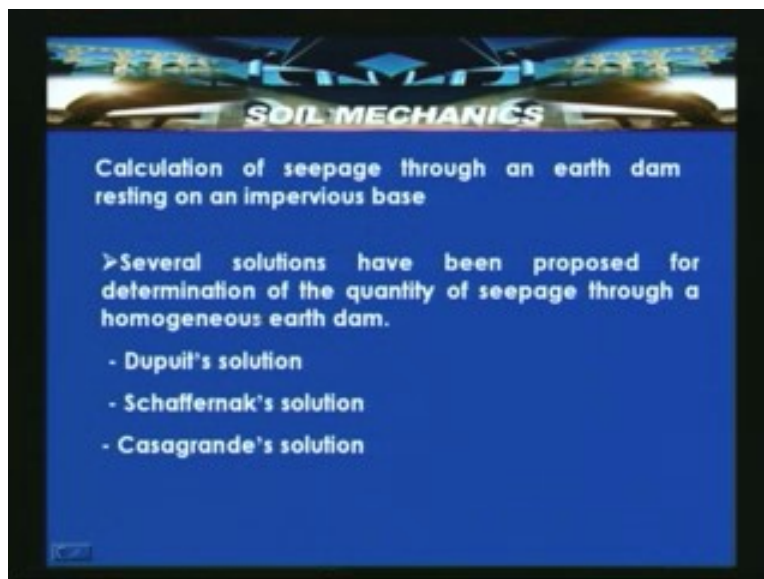 SOIL MECHANICS
Calculation of seepage through an earth dam
resting on an impervious base
➢Several solutions have been proposed for
determination of the quantity of seepage through a
homogeneous earth dam.
- Dupuit's solution
- Schaffernak's solution
- Casagrande's solution